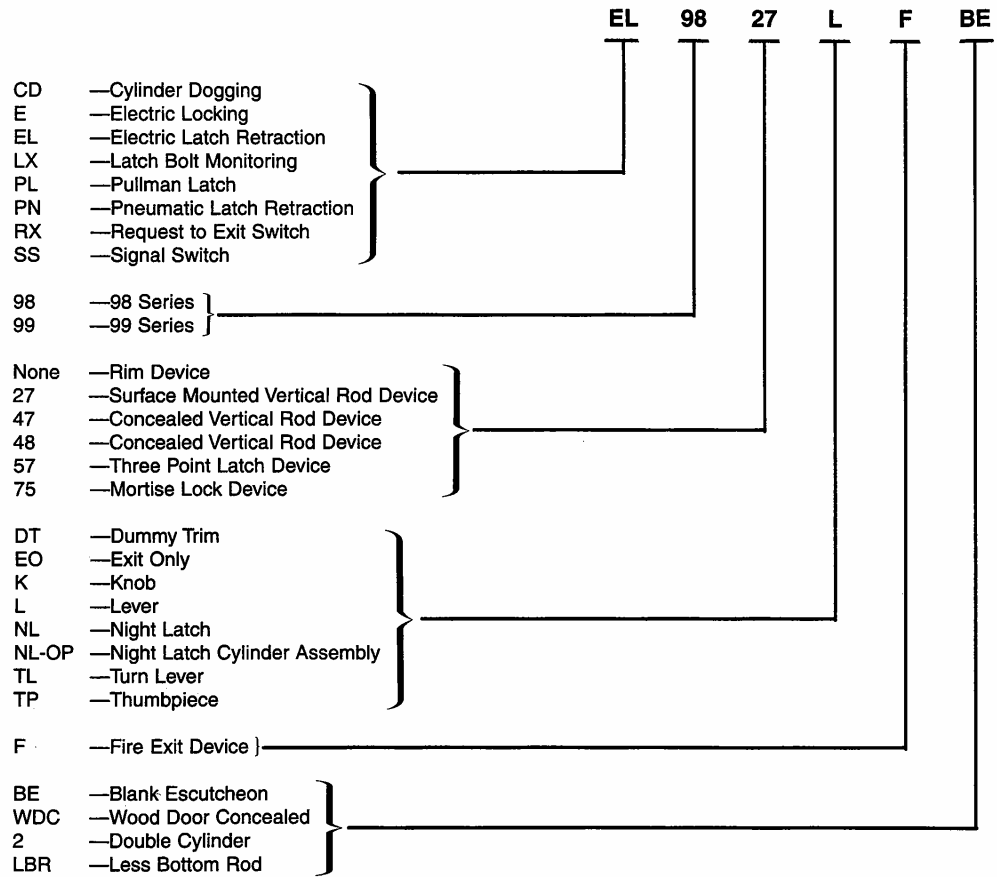 EL 98 27 L F BE
CD —Cylinder Dogging
E —Electric Locking
EL —Electric Latch Retraction
LX —Latch Bolt Monitoring
PL —Pullman Latch
PN —Pneumatic Latch Retraction
RX —Request to Exit Switch
SS —Signal Switch
98 —98 Series
99 —99 Series
None —Rim Device
27 —Surface Mounted Vertical Rod Device
47 —Concealed Vertical Rod Device
48 —Concealed Vertical Rod Device
57 —Three Point Latch Device
75 —Mortise Lock Device
DT —Dummy Trim
EO —Exit Only
K —Knob
L —Lever
NL —Night Latch
NL-OP —Night Latch Cylinder Assembly
TL —Turn Lever
TP —Thumbpiece
F —Fire Exit Device
BE —Blank Escutcheon
WDC —Wood Door Concealed
2 —Double Cylinder
LBR —Less Bottom Rod